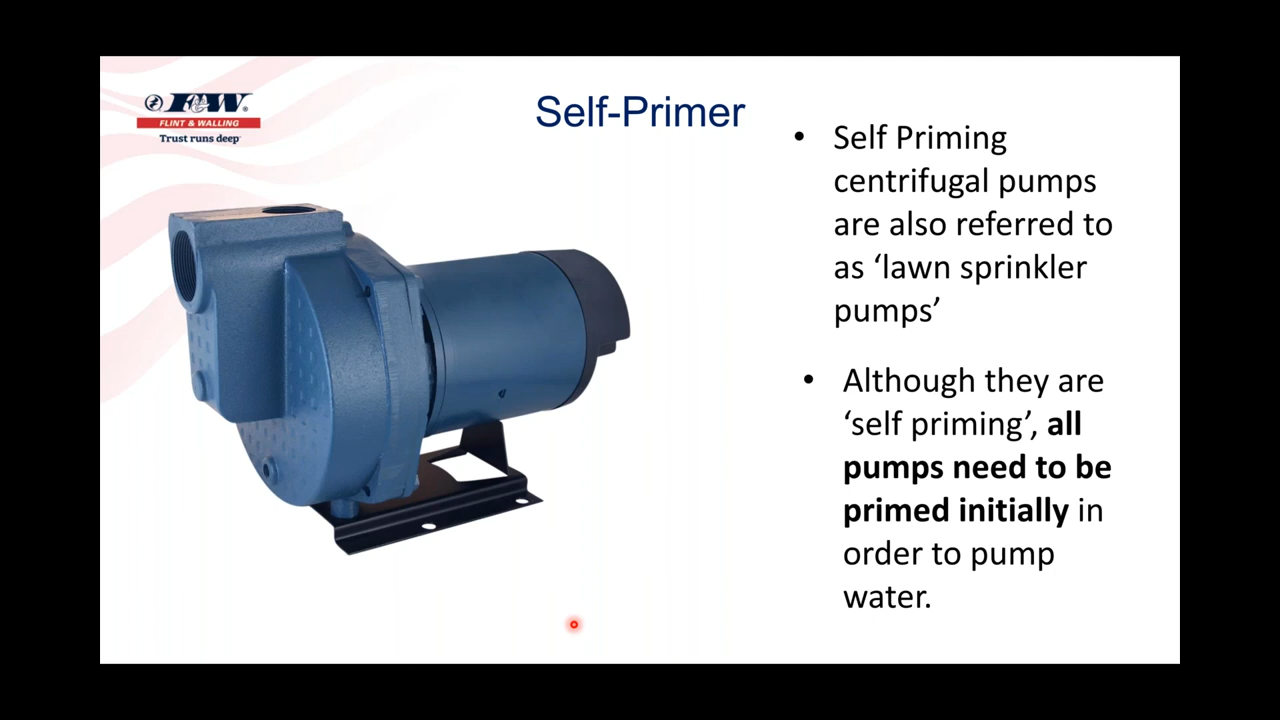 F&W®
FLINT & WALLING
Trust runs deep
Self-Primer
• Self Priming
centrifugal pumps
are also referred to
as ‘lawn sprinkler
pumps’
• Although they are
‘self priming’, all
pumps need to be
primed initially in
order to pump
water.